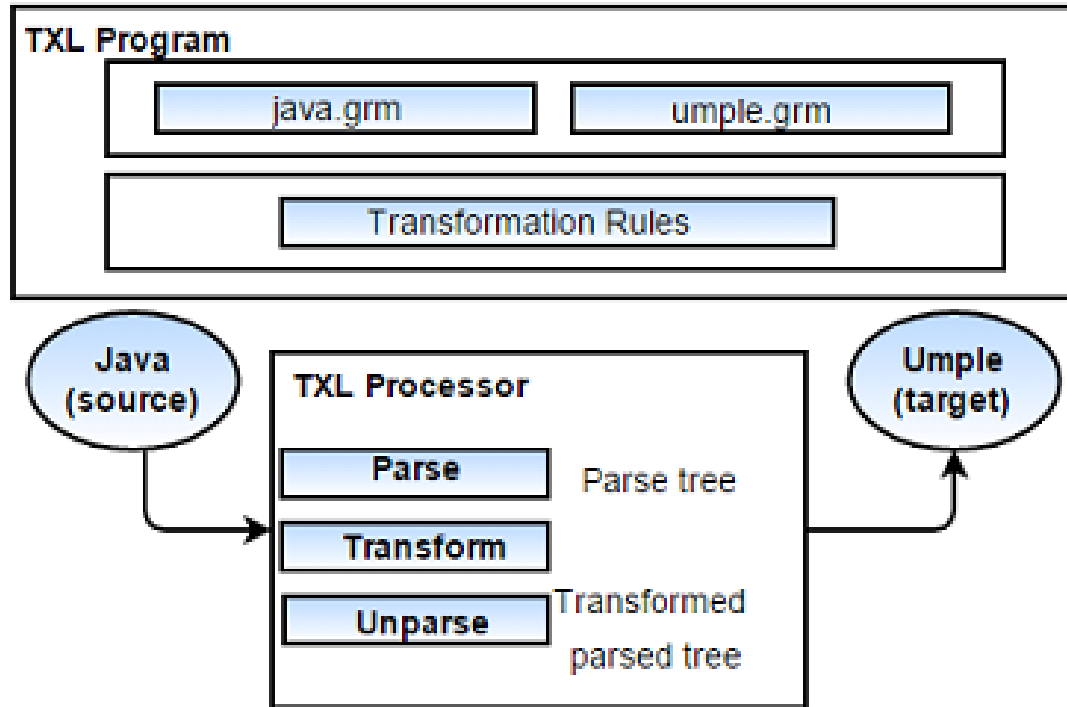 TXL Program
java.grm
umple.grm
Transformation Rules
Java
(source)
Umple
(target)
TXL Processor
Parse
Parse tree
Transform
Unparse
Transformed
parsed tree